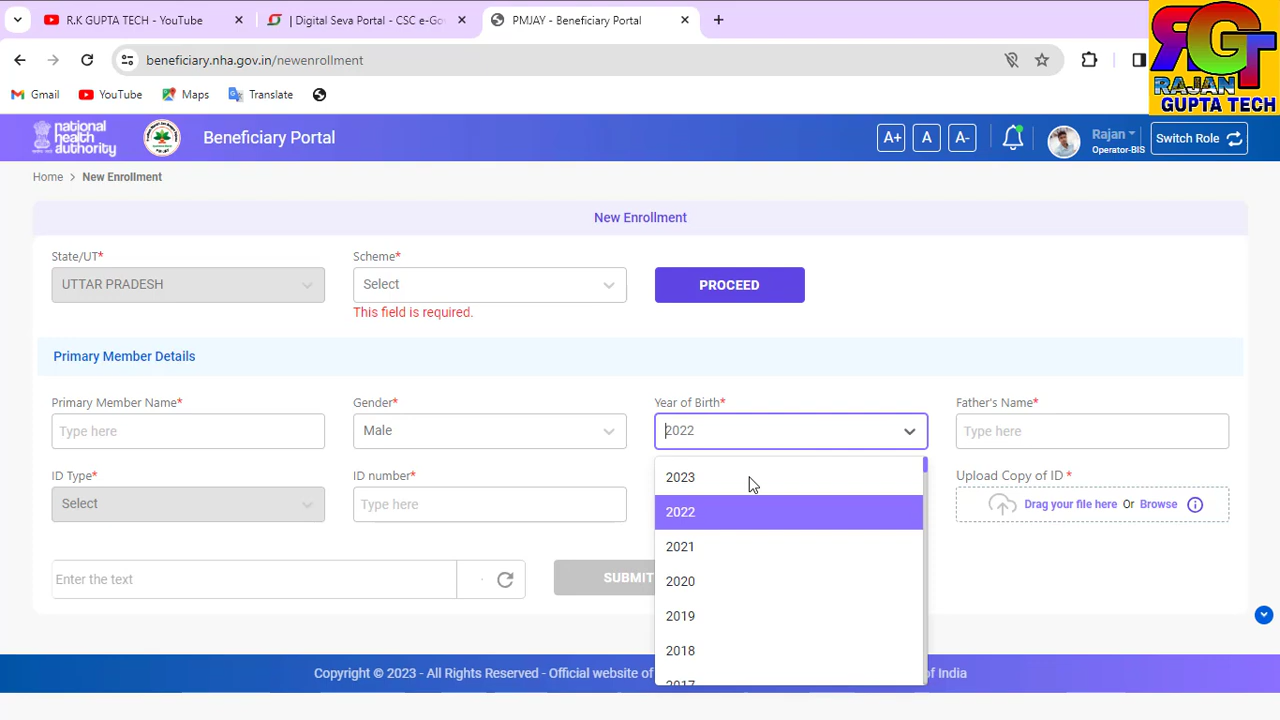 R.K GUPTA TECH - YouTube
| Digital Seva Portal - CSC e-Go
PMJAY - Beneficiary Portal
beneficiary.nha.gov.in/newenrollment
Gmail
YouTube
Maps
Translate
RGT
RAJAN
GUPTA TECH
national
health
authority
Beneficiary Portal
A+
A
A-
Rajan
Operator-BIS
Switch Role
Home > New Enrollment
New Enrollment
State/UT*
Scheme*
UTTAR PRADESH
Select
PROCEED
This field is required.
Primary Member Details
Primary Member Name*
Gender*
Year of Birth*
Father's Name*
Type here
Male
2022
Type here
ID Type*
ID number*
Upload Copy of ID *
Select
Type here
Drag your file here Or Browse
2023
2022
2021
2020
2019
2018
2017
Enter the text
SUBMIT
Copyright © 2023 - All Rights Reserved - Official website of
of India